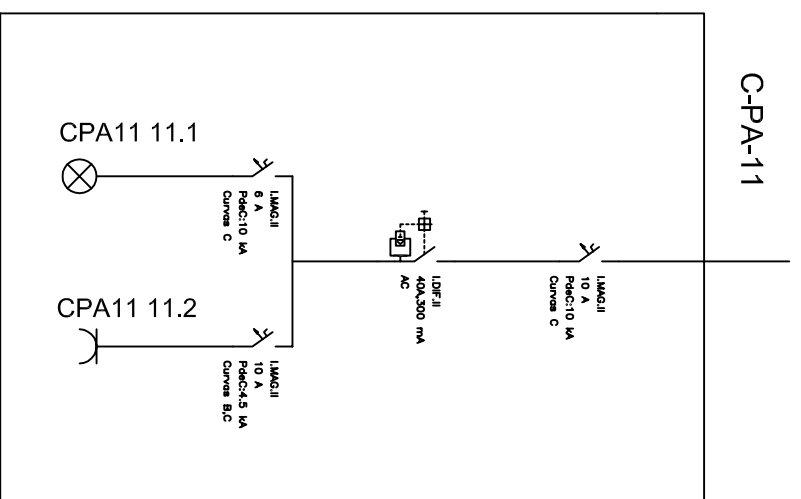 C-PA-11
CPA11 11.1
I.MAG.II
6 A
PdeC:10 kA
Curvas C
CPA11 11.2
I.MAG.II
10 A
PdeC:4.5 kA
Curvas B,C
I.DIF.II
40A,300 mA
AC
I.MAG.II
10 A
PdeC:10 kA
Curvas C